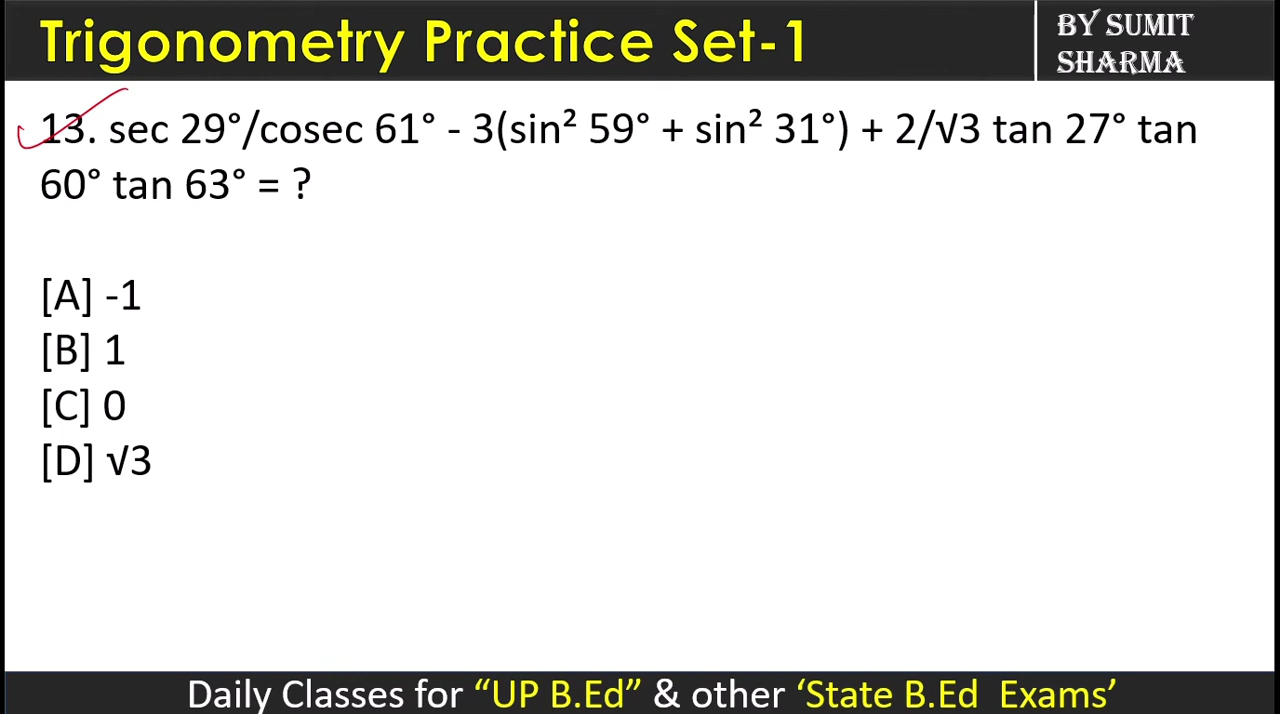 Trigonometry Practice Set-1
BY SUMIT
SHARMA
13. sec 29°/cosec 61° - 3(sin² 59° + sin² 31°) + 2/√3 tan 27° tan
60° tan 63° = ?
[A] -1
[B] 1
[C] 0
[D] √3
Daily Classes for “UP B.Ed” & other ‘State B.Ed Exams’